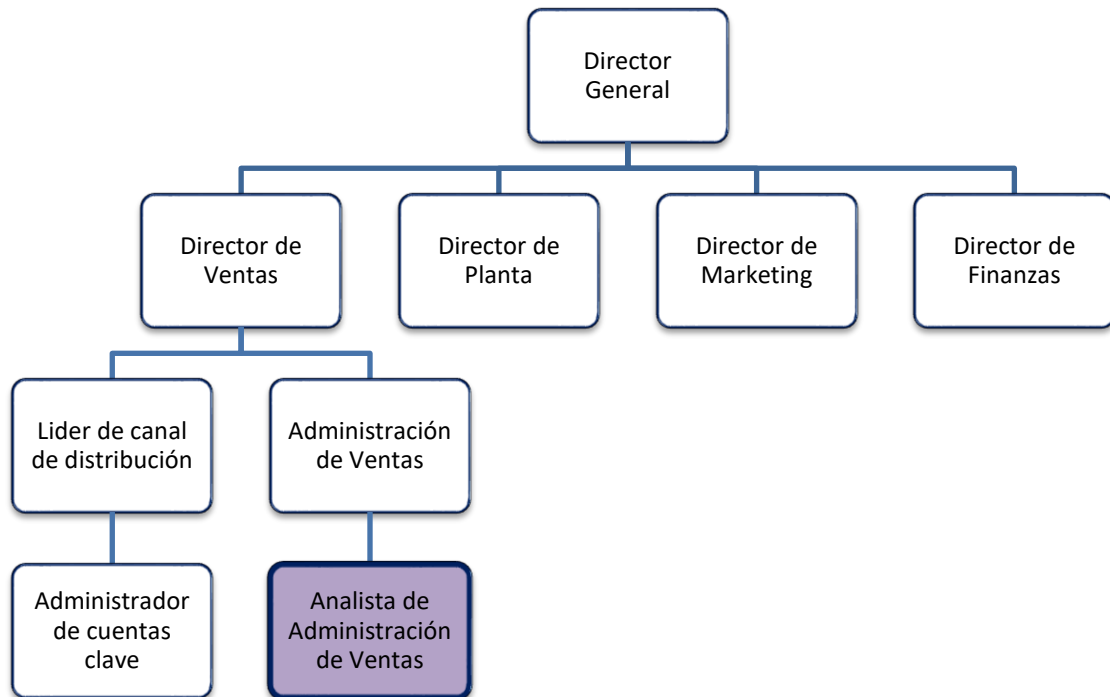 Director
General
Director de
Ventas
Director de
Planta
Director de
Marketing
Director de
Finanzas
Lider de canal
de distribución
Administración
de Ventas
Administrador
de cuentas
clave
Analista de
Administración
de Ventas